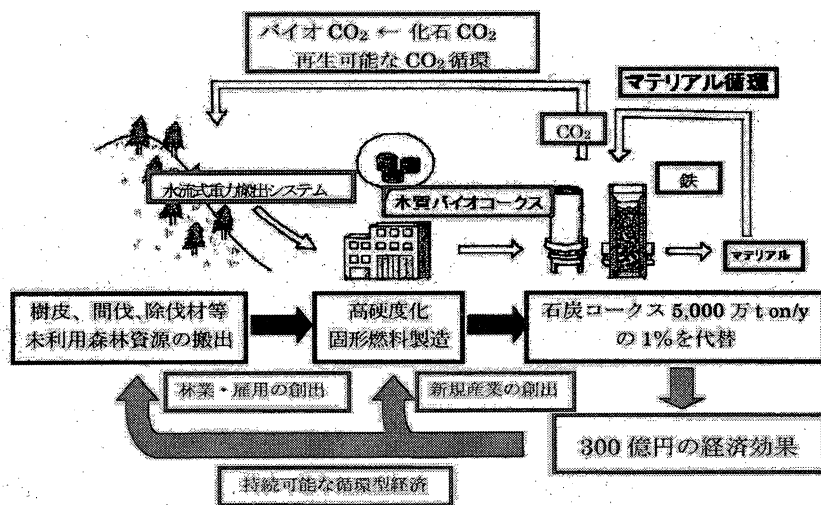 バイオ CO₂ ← 化石 CO₂
再生可能な CO₂ 循環
マテリアル循環
CO₂
水流式重力搬出システム
木質バイオコークス
鉄
マテリアル
樹皮、間伐、除伐材等
未利用森林資源の搬出
高硬度化
固形燃料製造
石炭コークス 5,000 万 t on/y
の 1%を代替
林業・雇用の創出
新規産業の創出
300 億円の経済効果
持続可能な循環型経済